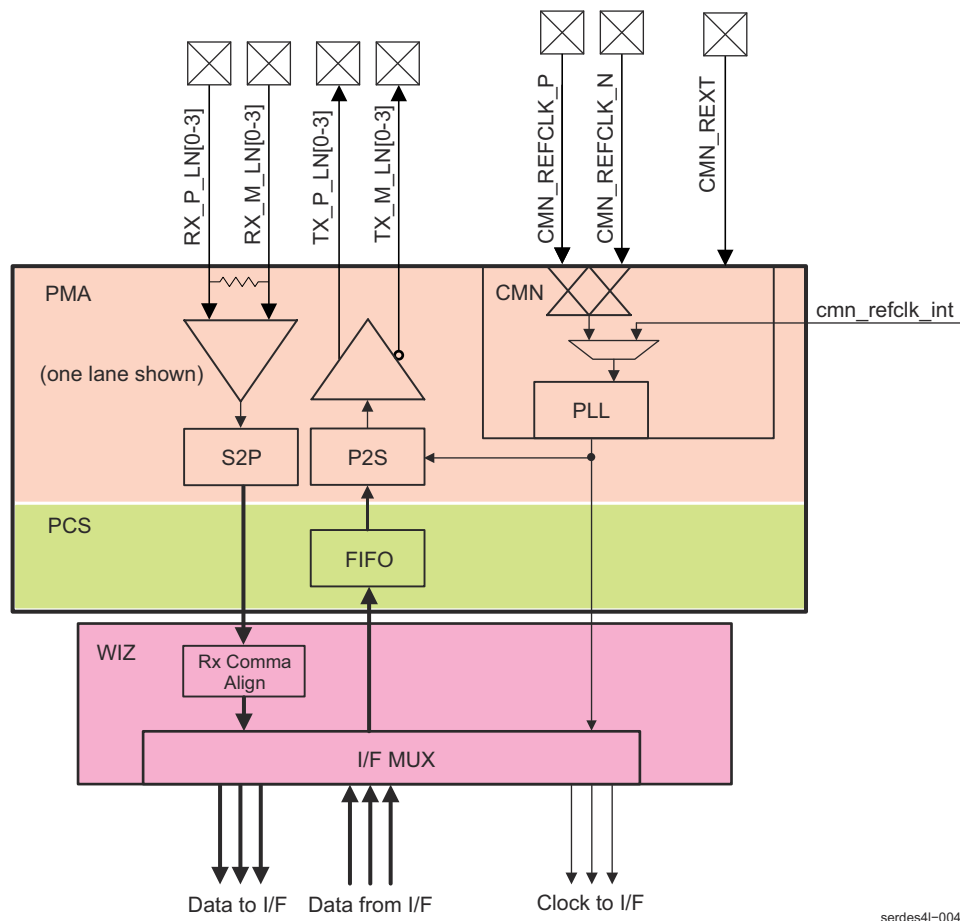 RX_P_LN[0-3]
RX_M_LN[0-3]
TX_P_LN[0-3]
TX_M_LN[0-3]
CMN_REFCLK_P
CMN_REFCLK_N
CMN_REXT
PMA
CMN
cmn_refclk_int
(one lane shown)
PLL
S2P
P2S
PCS
FIFO
WIZ
Rx Comma
Align
I/F MUX
Data to I/F
Data from I/F
Clock to I/F
serdes4l-004